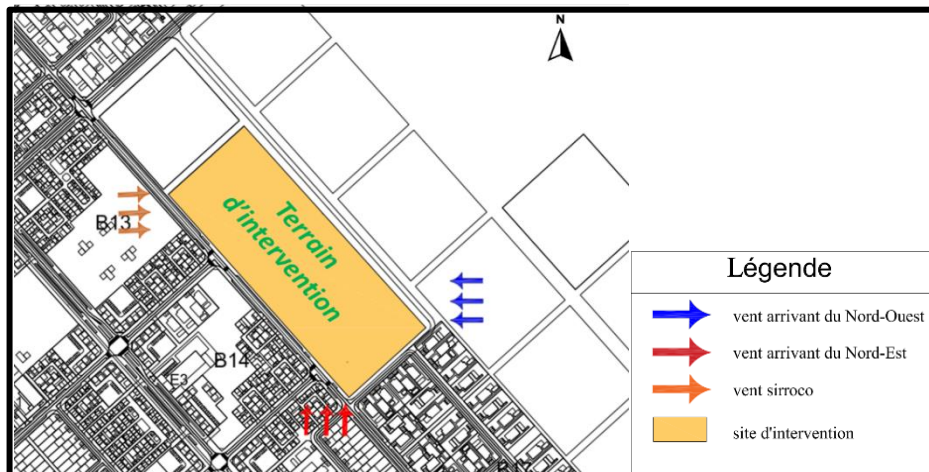 N
Terrain
d'intervention
B13
B14
E3
Légende
vent arrivant du Nord-Ouest
vent arrivant du Nord-Est
vent sirroco
site d'intervention